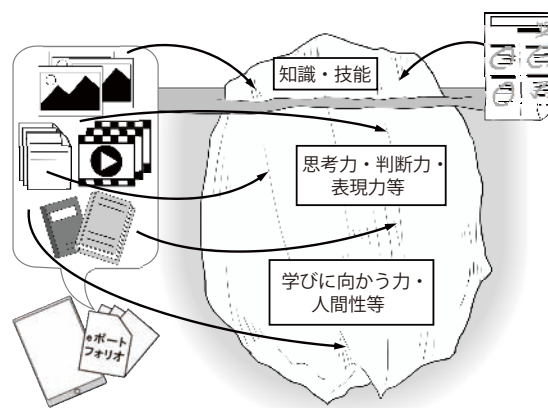 知識・技能
思考力・判断力・
表現力等
学びに向かう力・
人間性等
eポート
フォリオ